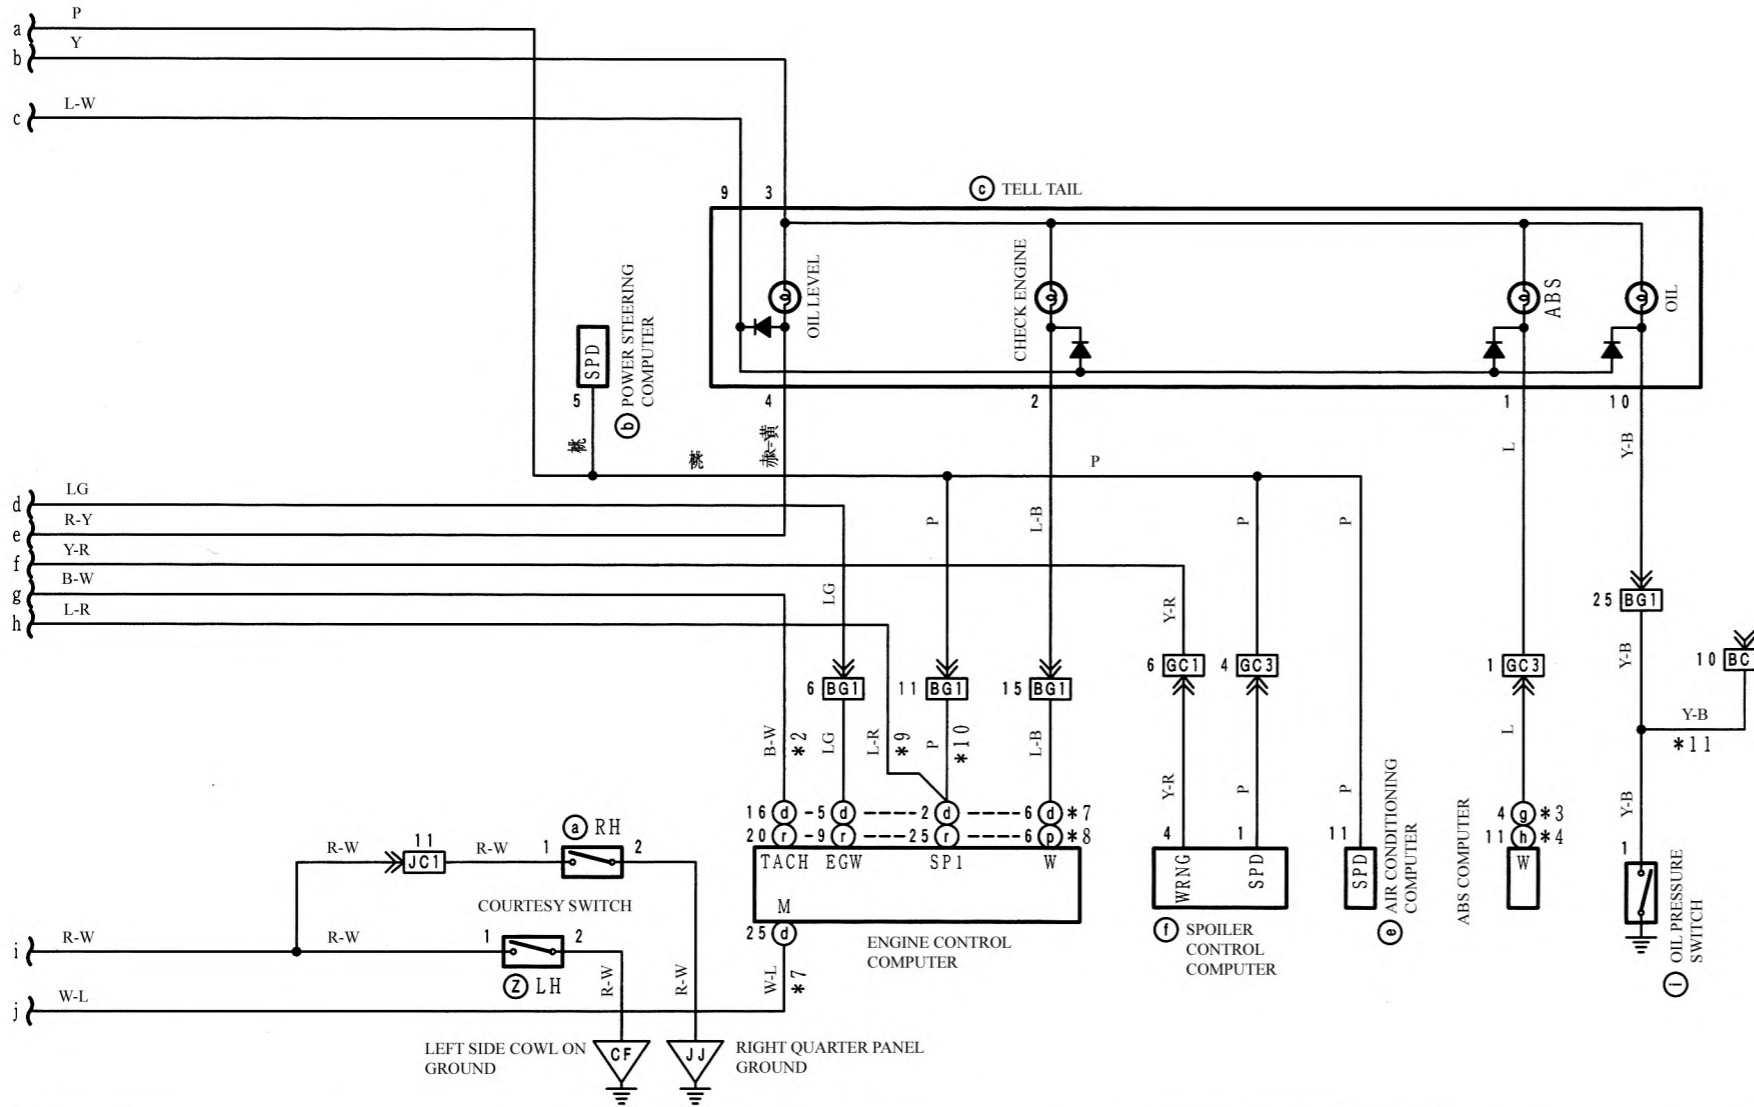 a P
b Y
c L-W
ⓒ TELL TAIL
9 3
OIL LEVEL
CHECK ENGINE
ABS
OIL
SPD
5
ⓑ POWER STEERING
COMPUTER
4 2 1 10
桃
桃
赤-黄
R-Y
P
L
Y-B
d LG
e R-Y
f Y-R
g B-W
h L-R
P
L-B
P
P
LG
Y-R
25 BG1
6 BG1
11 BG1
15 BG1
6 GC1
4 GC3
1 GC3
Y-B
10 BC
Y-B
*11
B-W
*2
LG
L-R
*9
P
*10
L-B
Y-R
P
P
L
Y-B
16 ⓓ -5 ⓓ ----2 ⓓ ----6 ⓓ *7
20 ⓡ -9 ⓡ ---25 ⓡ ----6 ⓟ *8
TACH EGW SP1 W
M
25 ⓓ
ENGINE CONTROL
COMPUTER
4 1
WRNG SPD
ⓕ SPOILER
CONTROL
COMPUTER
11
SPD
ⓔ AIR CONDITIONING
COMPUTER
4 ⓖ *3
11 ⓗ *4
W
ABS COMPUTER
1
ⓘ OIL PRESSURE
SWITCH
R-W
11
JC1
R-W
1 ⓐ RH 2
COURTESY SWITCH
i R-W
R-W
1 2
Ⓩ LH
R-W
R-W
W-L
*7
j W-L
LEFT SIDE COWL ON
GROUND
CF
JJ
RIGHT QUARTER PANEL
GROUND